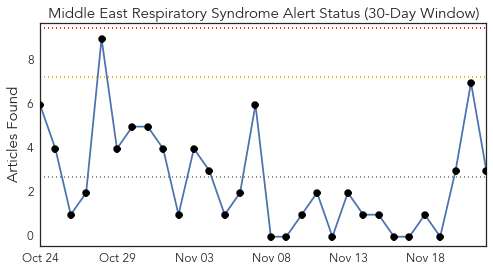 Middle East Respiratory Syndrome Alert Status (30-Day Window)
Articles Found
8
6
4
2
0
Oct 24 Oct 29 Nov 03 Nov 08 Nov 13 Nov 18